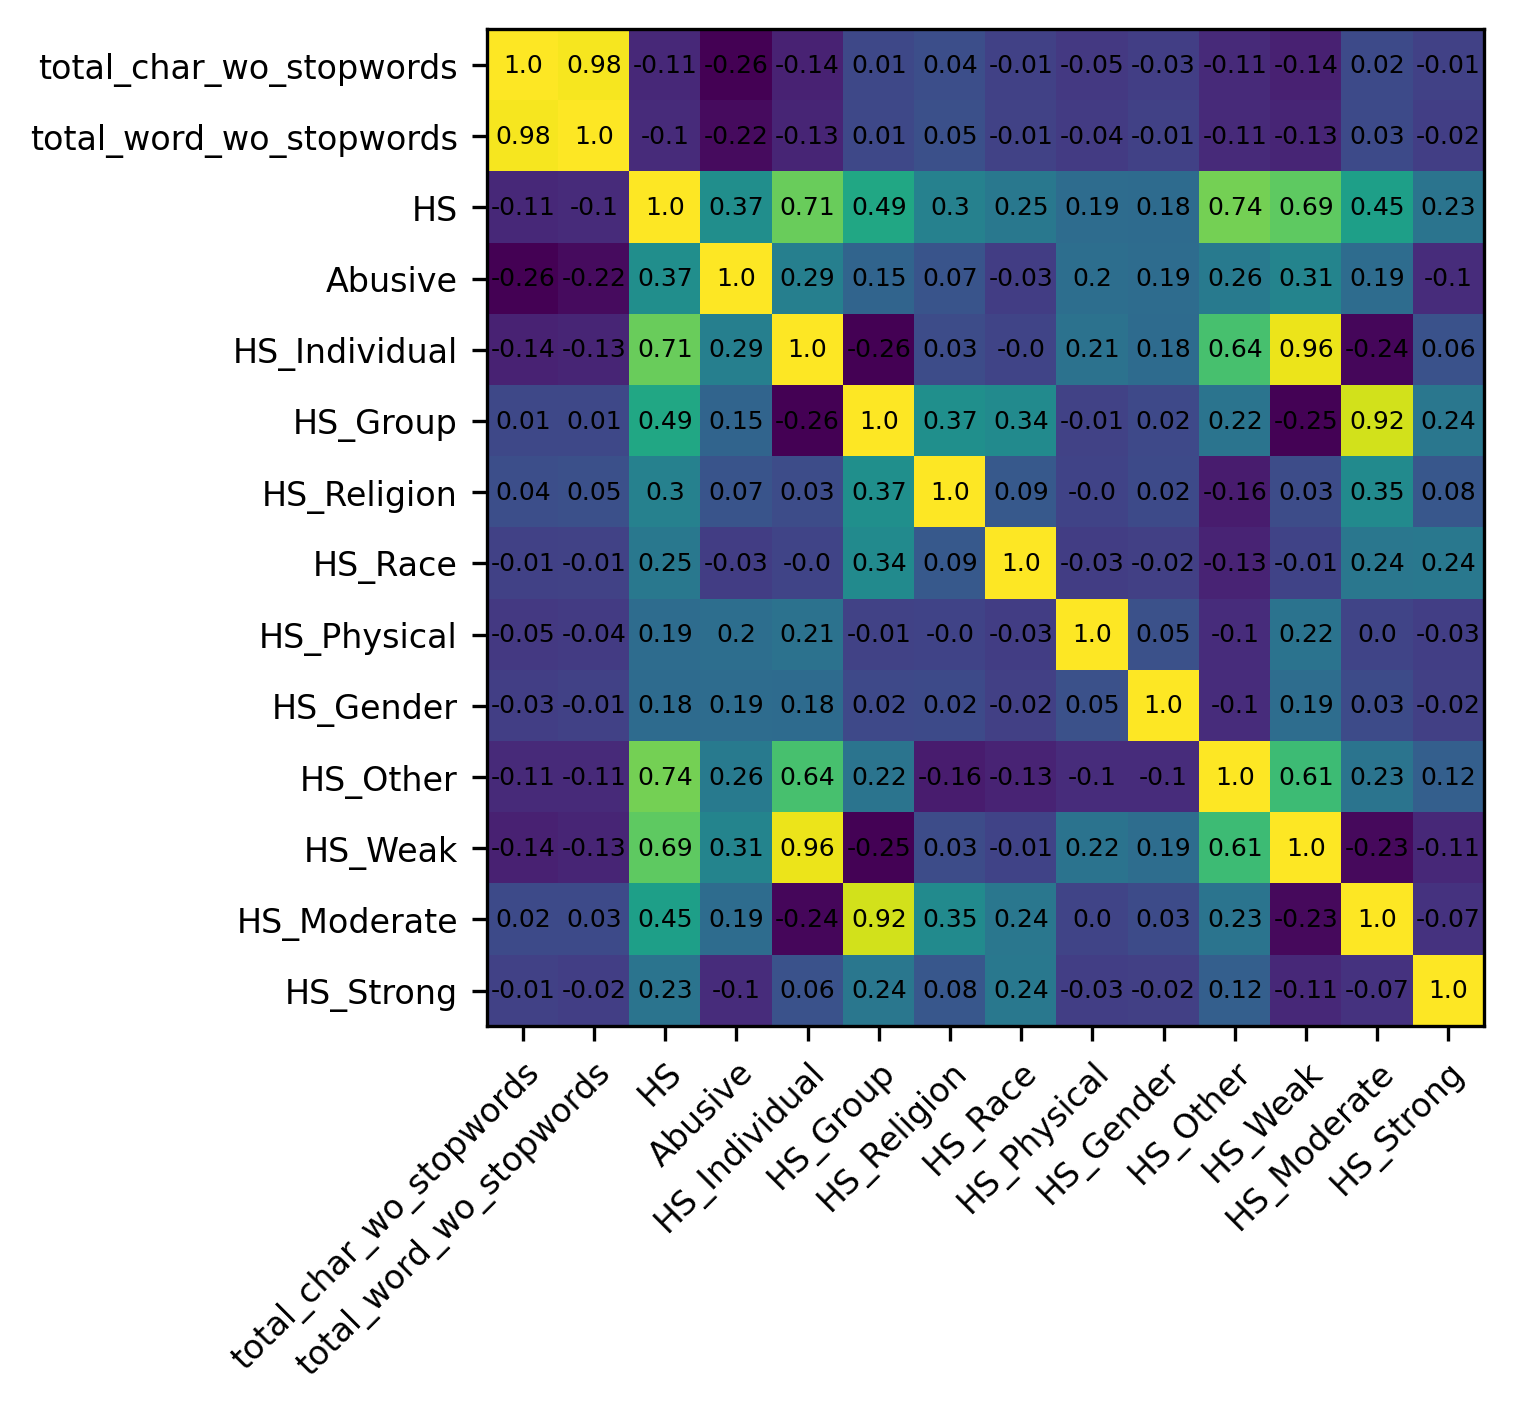 total_char_wo_stopwords 1.0 0.98 -0.11 -0.26 -0.14 0.01 0.04 -0.01 -0.05 -0.03 -0.11 -0.14 0.02 -0.01
total_word_wo_stopwords 0.98 1.0 -0.1 -0.22 -0.13 0.01 0.05 -0.01 -0.04 -0.01 -0.11 -0.13 0.03 -0.02
HS -0.11 -0.1 1.0 0.37 0.71 0.49 0.3 0.25 0.19 0.18 0.74 0.69 0.45 0.23
Abusive -0.26 -0.22 0.37 1.0 0.29 0.15 0.07 -0.03 0.2 0.19 0.26 0.31 0.19 -0.1
HS_Individual -0.14 -0.13 0.71 0.29 1.0 -0.26 0.03 -0.0 0.21 0.18 0.64 0.96 -0.24 0.06
HS_Group 0.01 0.01 0.49 0.15 -0.26 1.0 0.37 0.34 -0.01 0.02 0.22 -0.25 0.92 0.24
HS_Religion 0.04 0.05 0.3 0.07 0.03 0.37 1.0 0.09 -0.0 0.02 -0.16 0.03 0.35 0.08
HS_Race -0.01 -0.01 0.25 -0.03 -0.0 0.34 0.09 1.0 -0.03 -0.02 -0.13 -0.01 0.24 0.24
HS_Physical -0.05 -0.04 0.19 0.2 0.21 -0.01 -0.0 -0.03 1.0 0.05 -0.1 0.22 0.0 -0.03
HS_Gender -0.03 -0.01 0.18 0.19 0.18 0.02 0.02 -0.02 0.05 1.0 -0.1 0.19 0.03 -0.02
HS_Other -0.11 -0.11 0.74 0.26 0.64 0.22 -0.16 -0.13 -0.1 -0.1 1.0 0.61 0.23 0.12
HS_Weak -0.14 -0.13 0.69 0.31 0.96 -0.25 0.03 -0.01 0.22 0.19 0.61 1.0 -0.23 -0.11
HS_Moderate 0.02 0.03 0.45 0.19 -0.24 0.92 0.35 0.24 0.0 0.03 0.23 -0.23 1.0 -0.07
HS_Strong -0.01 -0.02 0.23 -0.1 0.06 0.24 0.08 0.24 -0.03 -0.02 0.12 -0.11 -0.07 1.0
total_char_wo_stopwords
total_word_wo_stopwords
HS
Abusive
HS_Individual
HS_Group
HS_Religion
HS_Race
HS_Physical
HS_Gender
HS_Other
HS_Weak
HS_Moderate
HS_Strong